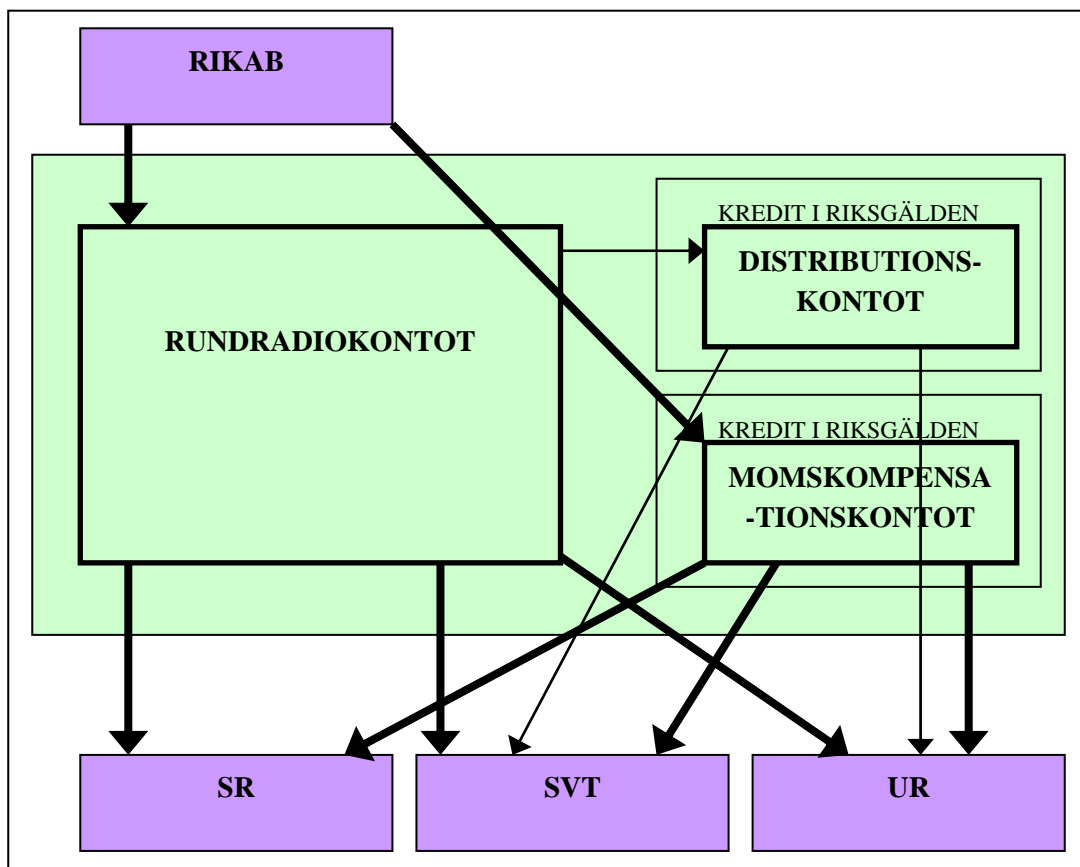 RIKAB
KREDIT I RIKSGÄLDEN
DISTRIBUTIONS-
KONTOT
RUNDRADIOKONTOT
KREDIT I RIKSGÄLDEN
MOMSKOMPENSA
-TIONSKONTOT
SR
SVT
UR